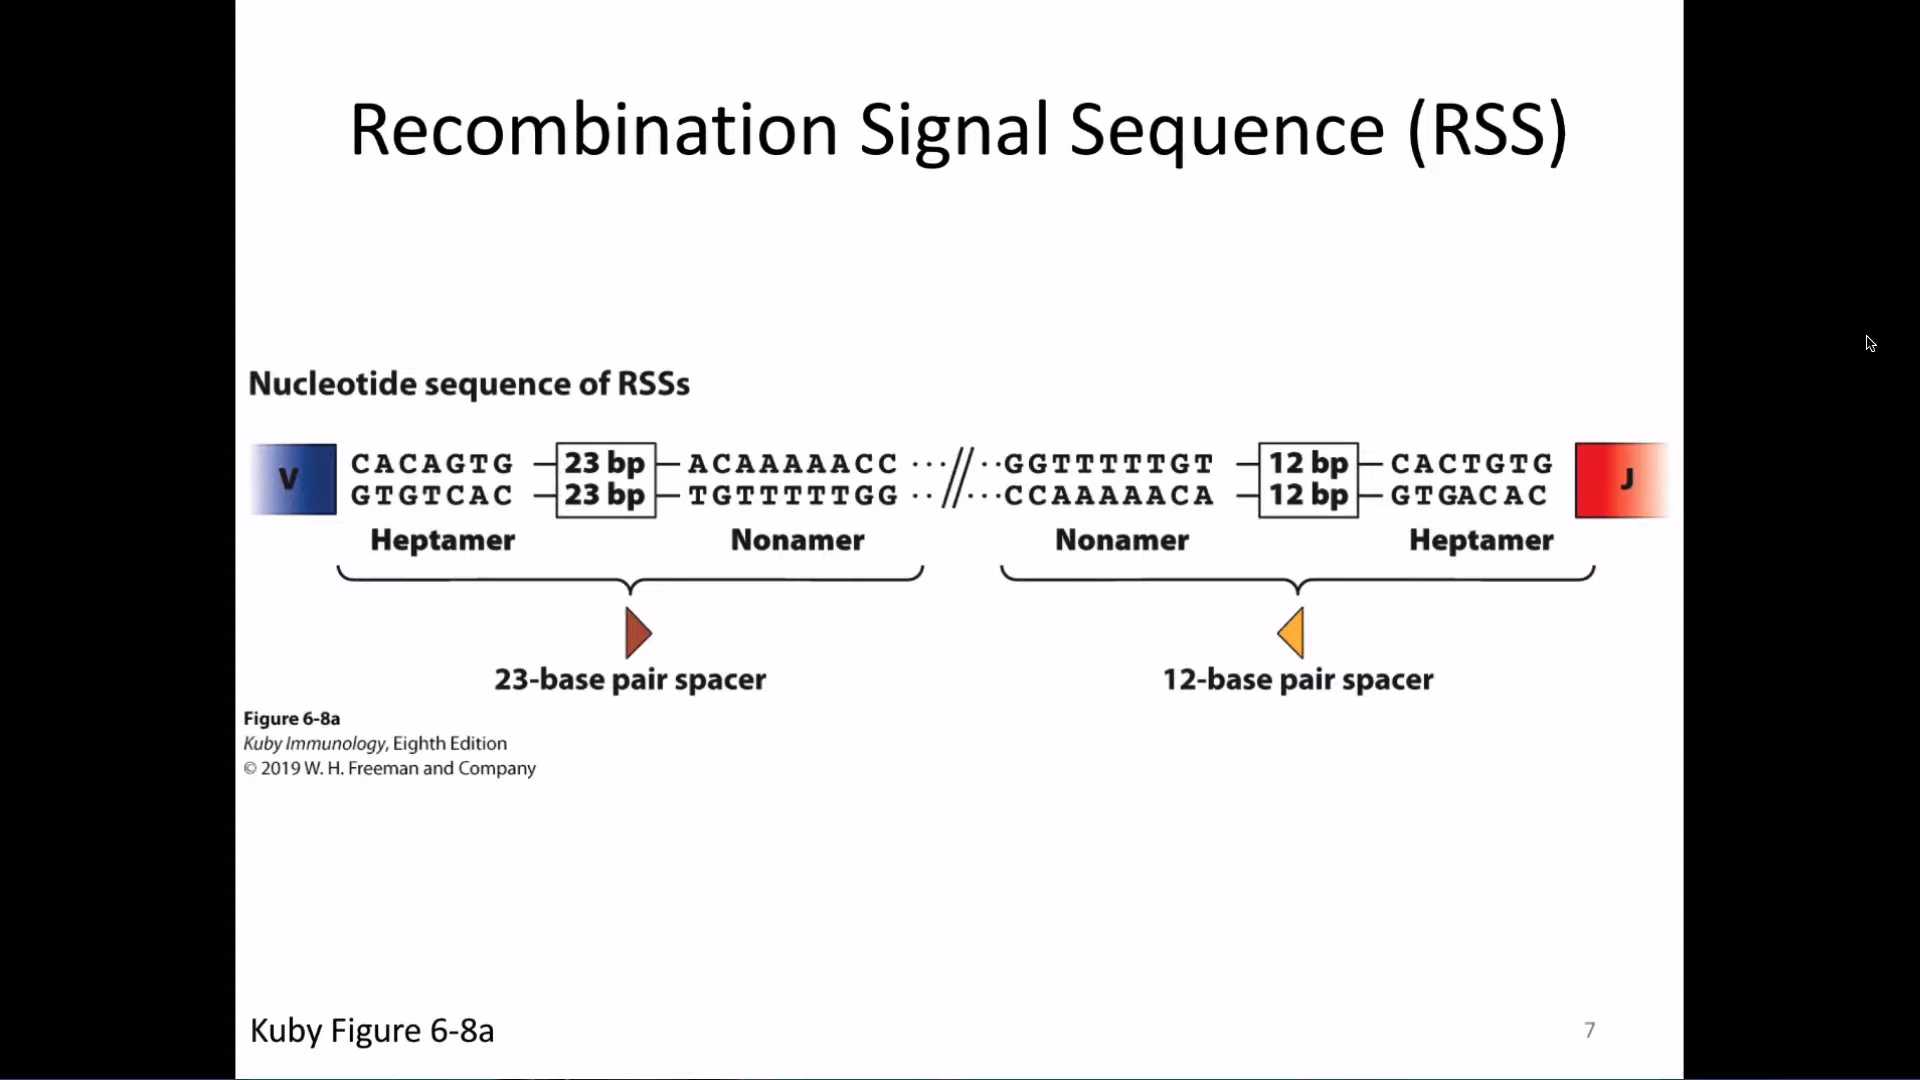 Recombination Signal Sequence (RSS)
Nucleotide sequence of RSSs
V CACAGTG 23 bp ACAAAAACC ···//··GGTTTTTGT 12 bp CACTGTG J
GTGTCAC 23 bp TGTTTTTGG ··//···CCAAAAACA 12 bp GTGACAC
Heptamer Nonamer Nonamer Heptamer
23-base pair spacer 12-base pair spacer
Figure 6-8a
Kuby Immunology, Eighth Edition
© 2019 W. H. Freeman and Company
Kuby Figure 6-8a 7